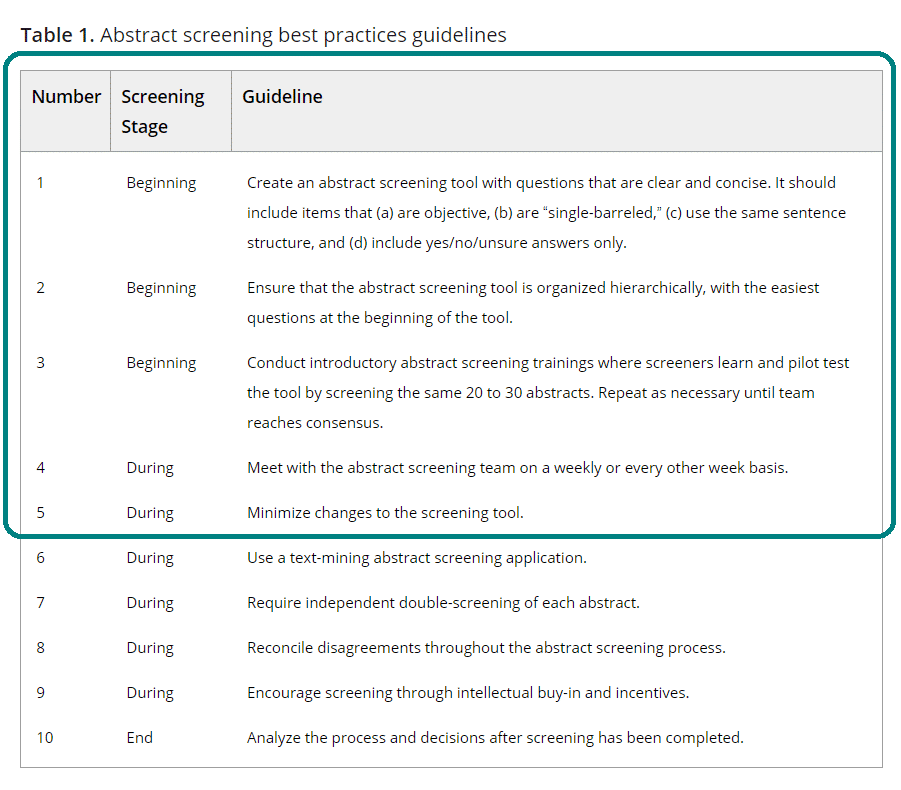 Table 1. Abstract screening best practices guidelines
Number Screening Stage Guideline
1 Beginning Create an abstract screening tool with questions that are clear and concise. It should
include items that (a) are objective, (b) are “single-barreled,” (c) use the same sentence
structure, and (d) include yes/no/unsure answers only.
2 Beginning Ensure that the abstract screening tool is organized hierarchically, with the easiest
questions at the beginning of the tool.
3 Beginning Conduct introductory abstract screening trainings where screeners learn and pilot test
the tool by screening the same 20 to 30 abstracts. Repeat as necessary until team
reaches consensus.
4 During Meet with the abstract screening team on a weekly or every other week basis.
5 During Minimize changes to the screening tool.
6 During Use a text-mining abstract screening application.
7 During Require independent double-screening of each abstract.
8 During Reconcile disagreements throughout the abstract screening process.
9 During Encourage screening through intellectual buy-in and incentives.
10 End Analyze the process and decisions after screening has been completed.